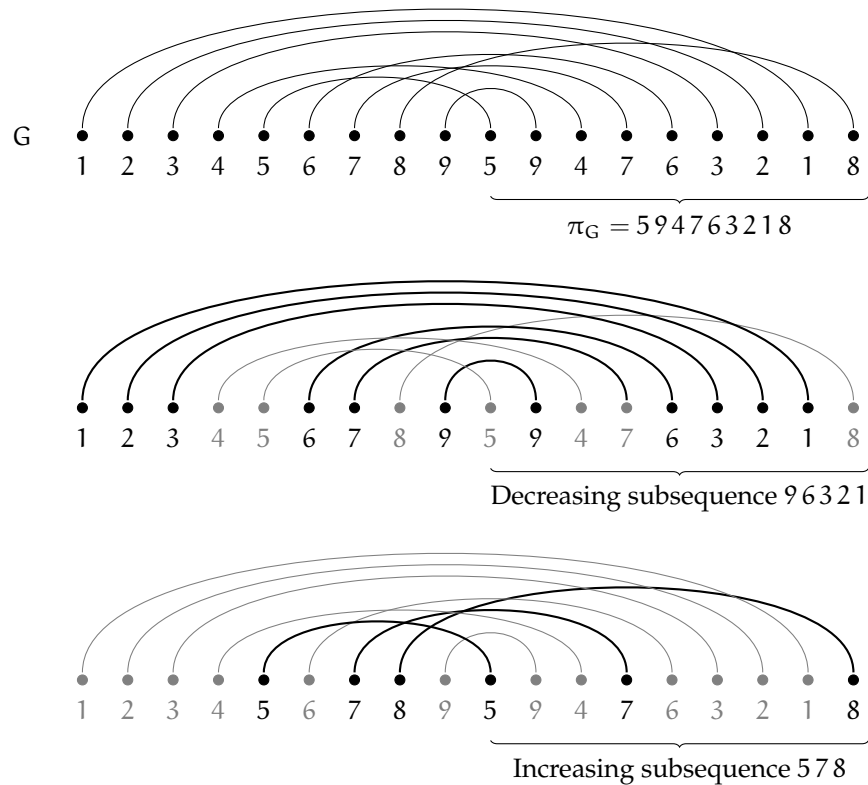 G
1 2 3 4 5 6 7 8 9 5 9 4 7 6 3 2 1 8
π_G = 5 9 4 7 6 3 2 1 8
1 2 3 4 5 6 7 8 9 5 9 4 7 6 3 2 1 8
Decreasing subsequence 9 6 3 2 1
1 2 3 4 5 6 7 8 9 5 9 4 7 6 3 2 1 8
Increasing subsequence 5 7 8